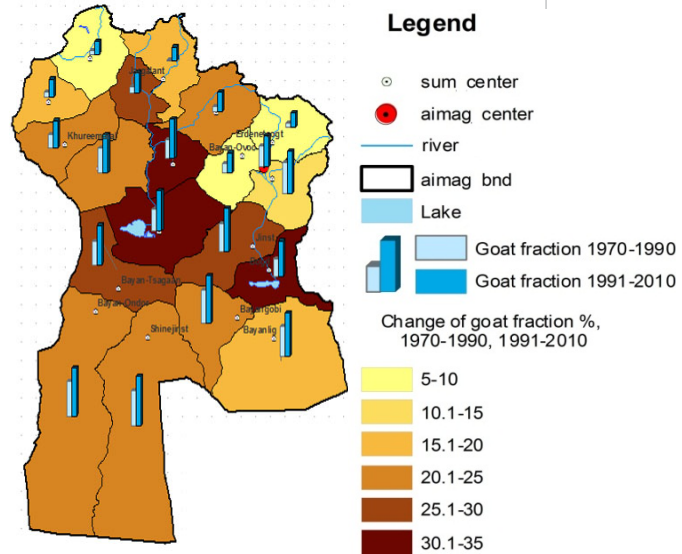 Legend
sum center
aimag center
river
aimag bnd
Lake
Goat fraction 1970-1990
Goat fraction 1991-2010
Change of goat fraction %,
1970-1990, 1991-2010
5-10
10.1-15
15.1-20
20.1-25
25.1-30
30.1-35
Bayan-Ovoo
Jinst
Bayan-Tsagaan
Bayan-Ondor
Shinejinst
Bayangobi
Bayanlig